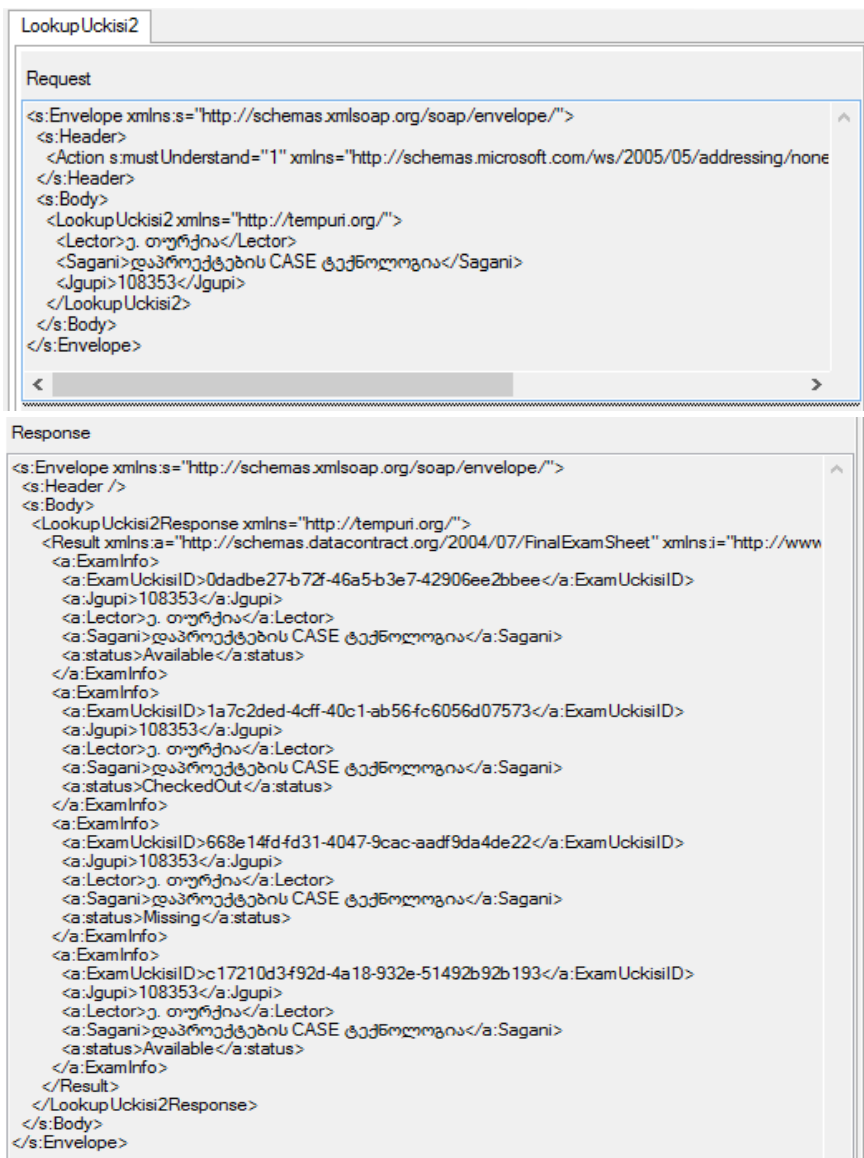 LookupUckisi2
Request
<s:Envelope xmlns:s="http://schemas.xmlsoap.org/soap/envelope/">
<s:Header>
<Action s:mustUnderstand="1" xmlns="http://schemas.microsoft.com/ws/2005/05/addressing/none
</s:Header>
<s:Body>
<LookupUckisi2 xmlns="http://tempuri.org/">
<Lector>ე. თურქია</Lector>
<Sagani>დაპროექტების CASE ტექნოლოგია</Sagani>
<Jgupi>108353</Jgupi>
</LookupUckisi2>
</s:Body>
</s:Envelope>
Response
<s:Envelope xmlns:s="http://schemas.xmlsoap.org/soap/envelope/">
<s:Header />
<s:Body>
<LookupUckisi2Response xmlns="http://tempuri.org/">
<Result xmlns:a="http://schemas.datacontract.org/2004/07/FinalExamSheet" xmlns:i="http://www
<a:ExamInfo>
<a:ExamUckisiID>0dadbe27-b72f-46a5-b3e7-42906ee2bbee</a:ExamUckisiID>
<a:Jgupi>108353</a:Jgupi>
<a:Lector>ე. თურქია</a:Lector>
<a:Sagani>დაპროექტების CASE ტექნოლოგია</a:Sagani>
<a:status>Available</a:status>
</a:ExamInfo>
<a:ExamInfo>
<a:ExamUckisiID>1a7c2ded-4cff-40c1-ab56-fc6056d07573</a:ExamUckisiID>
<a:Jgupi>108353</a:Jgupi>
<a:Lector>ე. თურქია</a:Lector>
<a:Sagani>დაპროექტების CASE ტექნოლოგია</a:Sagani>
<a:status>CheckedOut</a:status>
</a:ExamInfo>
<a:ExamInfo>
<a:ExamUckisiID>668e14fd-fd31-4047-9cac-aadf9da4de22</a:ExamUckisiID>
<a:Jgupi>108353</a:Jgupi>
<a:Lector>ე. თურქია</a:Lector>
<a:Sagani>დაპროექტების CASE ტექნოლოგია</a:Sagani>
<a:status>Missing</a:status>
</a:ExamInfo>
<a:ExamInfo>
<a:ExamUckisiID>c17210d3-f92d-4a18-932e-51492b92b193</a:ExamUckisiID>
<a:Jgupi>108353</a:Jgupi>
<a:Lector>ე. თურქია</a:Lector>
<a:Sagani>დაპროექტების CASE ტექნოლოგია</a:Sagani>
<a:status>Available</a:status>
</a:ExamInfo>
</Result>
</LookupUckisi2Response>
</s:Body>
</s:Envelope>